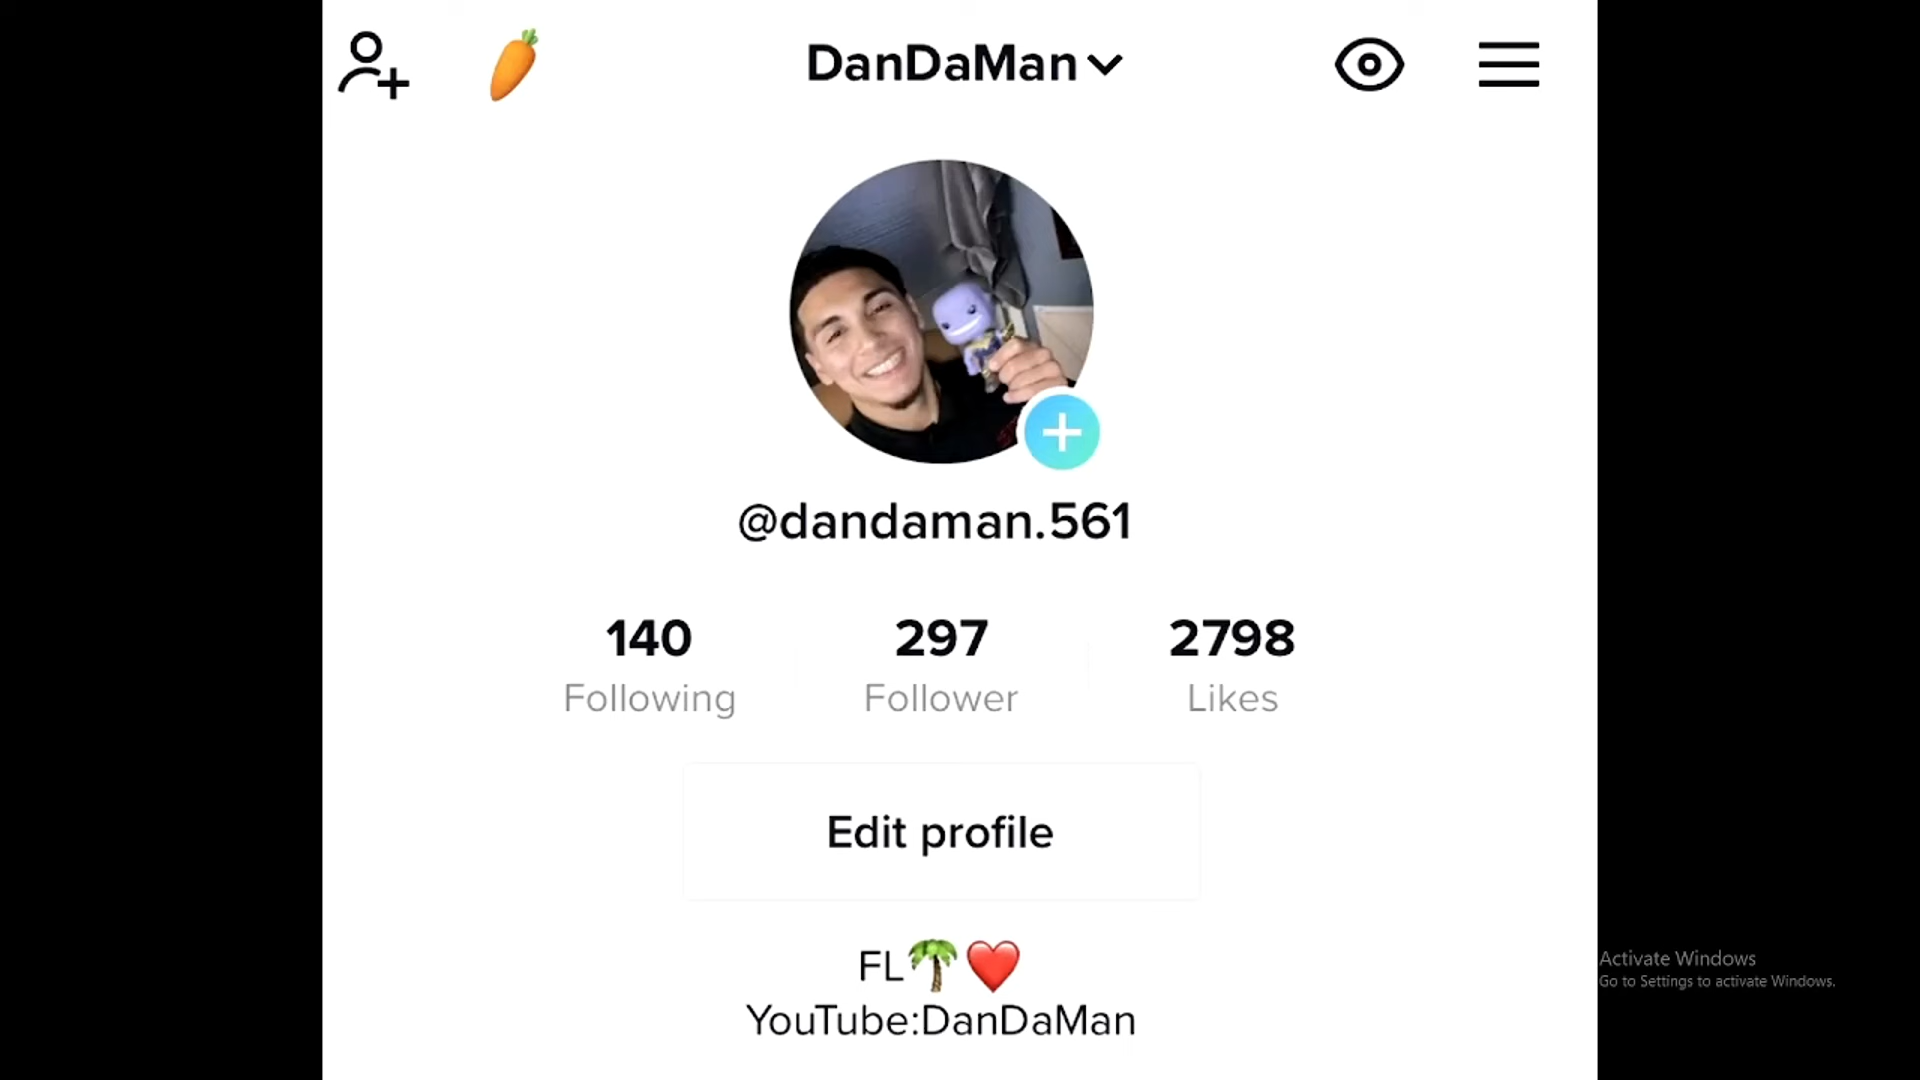 DanDaMan
@dandaman.561
140 297 2798
Following Follower Likes
Edit profile
FL🌴❤️
YouTube:DanDaMan
Activate Windows
Go to Settings to activate Windows.